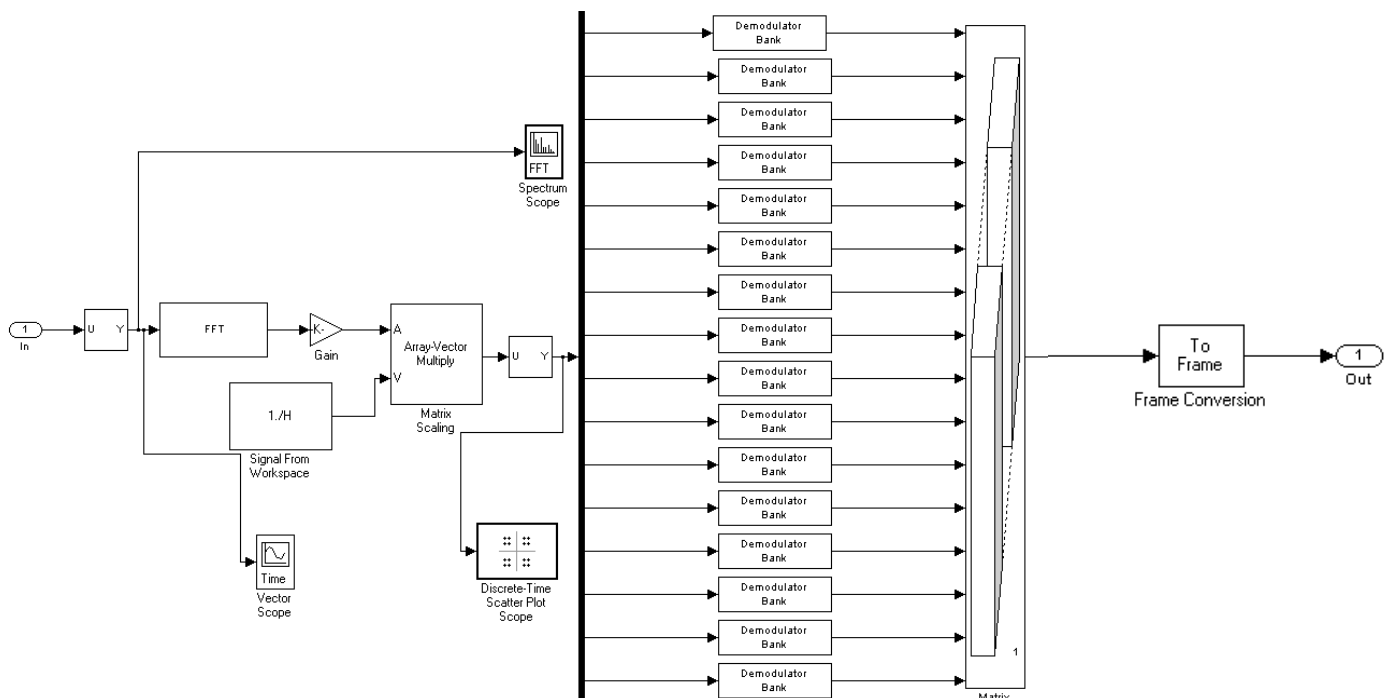 1
In
U Y
FFT
K-
Gain
1./H
Signal From
Workspace
A
V
Array-Vector
Multiply
Matrix
Scaling
U Y
FFT
Spectrum
Scope
Time
Vector
Scope
Discrete-Time
Scatter Plot
Scope
Demodulator
Bank
Demodulator
Bank
Demodulator
Bank
Demodulator
Bank
Demodulator
Bank
Demodulator
Bank
Demodulator
Bank
Demodulator
Bank
Demodulator
Bank
Demodulator
Bank
Demodulator
Bank
Demodulator
Bank
Demodulator
Bank
Demodulator
Bank
Demodulator
Bank
Demodulator
Bank
1
Matrix
To
Frame
Frame Conversion
1
Out